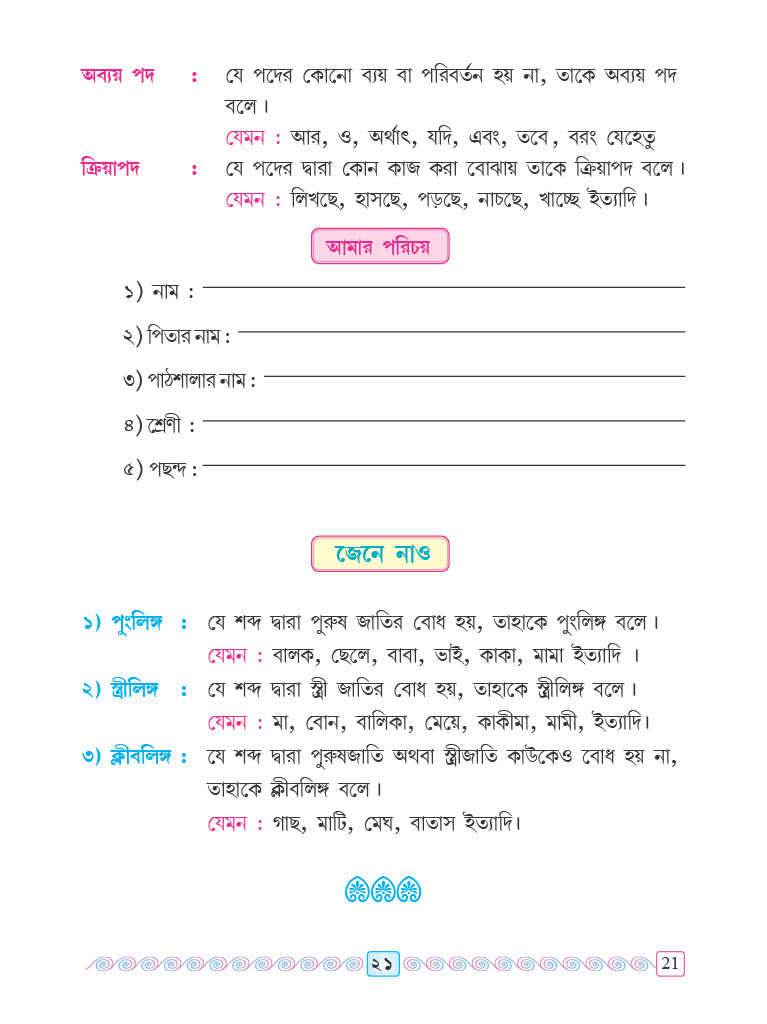 অব্যয় পদ : যে পদের কোনো ব্যয় বা পরিবর্তন হয় না, তাকে অব্যয় পদ
বলে।
যেমন : আর, ও, অর্থাৎ, যদি, এবং, তবে, বরং যেহেতু
ক্রিয়াপদ : যে পদের দ্বারা কোন কাজ করা বোঝায় তাকে ক্রিয়াপদ বলে।
যেমন : লিখছে, হাসছে, পড়ছে, নাচছে, খাচ্ছে ইত্যাদি।
আমার পরিচয়
১) নাম :
২) পিতার নাম :
৩) পাঠশালার নাম :
৪) শ্রেণী :
৫) পছন্দ :
জেনে নাও
১) পুংলিঙ্গ : যে শব্দ দ্বারা পুরুষ জাতির বোধ হয়, তাহাকে পুংলিঙ্গ বলে।
যেমন : বালক, ছেলে, বাবা, ভাই, কাকা, মামা ইত্যাদি ।
২) স্ত্রীলিঙ্গ : যে শব্দ দ্বারা স্ত্রী জাতির বোধ হয়, তাহাকে স্ত্রীলিঙ্গ বলে।
যেমন : মা, বোন, বালিকা, মেয়ে, কাকীমা, মামী, ইত্যাদি।
৩) ক্লীবলিঙ্গ : যে শব্দ দ্বারা পুরুষজাতি অথবা স্ত্রীজাতি কাউকেও বোধ হয় না,
তাহাকে ক্লীবলিঙ্গ বলে।
যেমন : গাছ, মাটি, মেঘ, বাতাস ইত্যাদি।
২১ 21